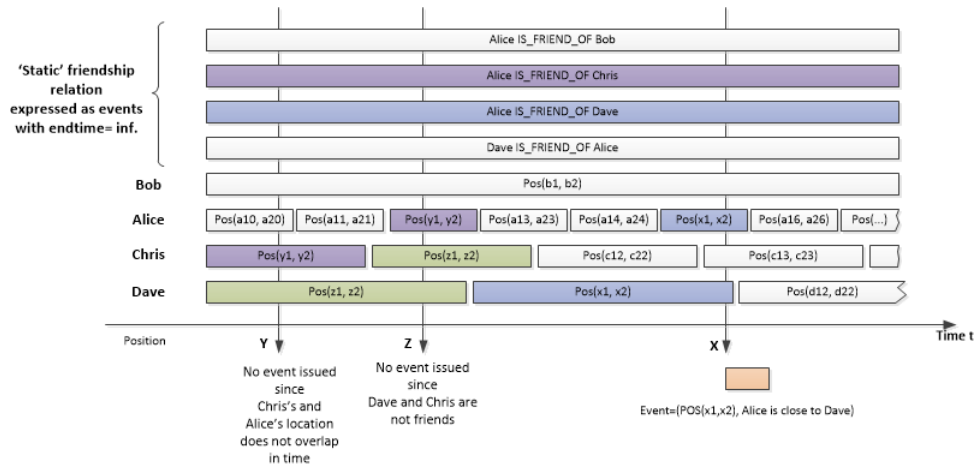 Alice IS_FRIEND_OF Bob
Alice IS_FRIEND_OF Chris
Alice IS_FRIEND_OF Dave
Dave IS_FRIEND_OF Alice
'Static' friendship
relation
expressed as events
with endtime= inf.
Bob
Pos(b1, b2)
Alice
Pos(a10, a20)
Pos(a11, a21)
Pos(y1, y2)
Pos(a13, a23)
Pos(a14, a24)
Pos(x1, x2)
Pos(a16, a26)
Pos(...)
Chris
Pos(y1, y2)
Pos(z1, z2)
Pos(c12, c22)
Pos(c13, c23)
Dave
Pos(z1, z2)
Pos(x1, x2)
Pos(d12, d22)
Time t
Position
Y
Z
X
No event issued
since
Chris's and
Alice's location
does not overlap
in time
No event issued
since
Dave and Chris are
not friends
Event=(POS(x1,x2), Alice is close to Dave)